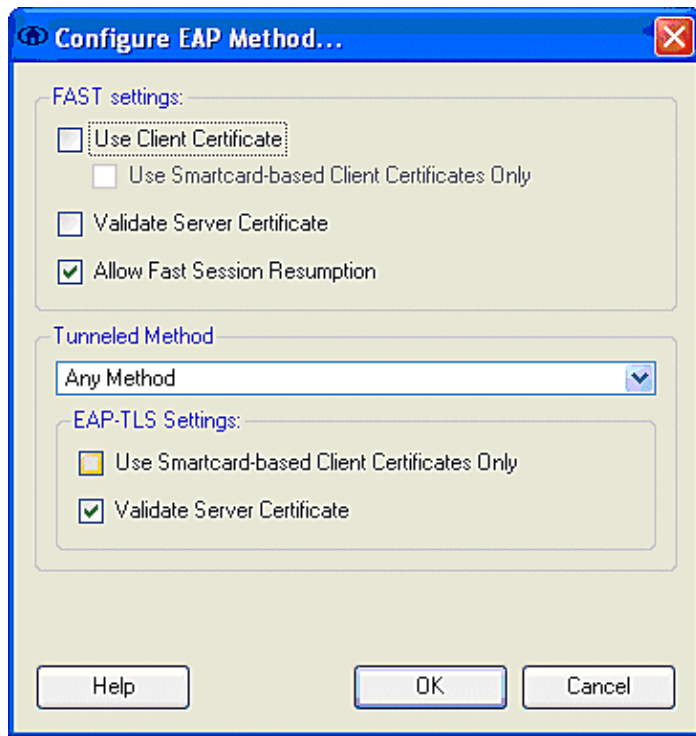 Configure EAP Method...
FAST settings:
Use Client Certificate
Use Smartcard-based Client Certificates Only
Validate Server Certificate
Allow Fast Session Resumption
Tunneled Method
Any Method
EAP-TLS Settings:
Use Smartcard-based Client Certificates Only
Validate Server Certificate
Help
OK
Cancel